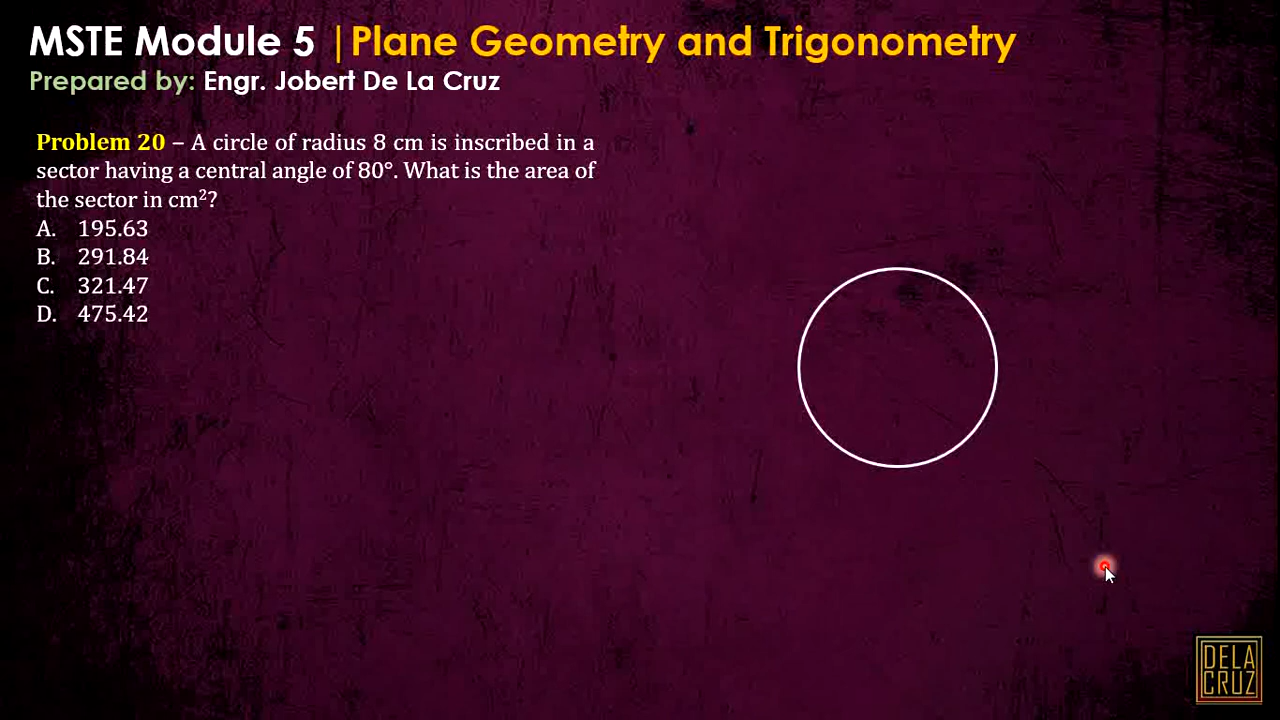 MSTE Module 5 | Plane Geometry and Trigonometry
Prepared by: Engr. Jobert De La Cruz
Problem 20 – A circle of radius 8 cm is inscribed in a
sector having a central angle of 80°. What is the area of
the sector in cm²?
A. 195.63
B. 291.84
C. 321.47
D. 475.42
DELA
CRUZ